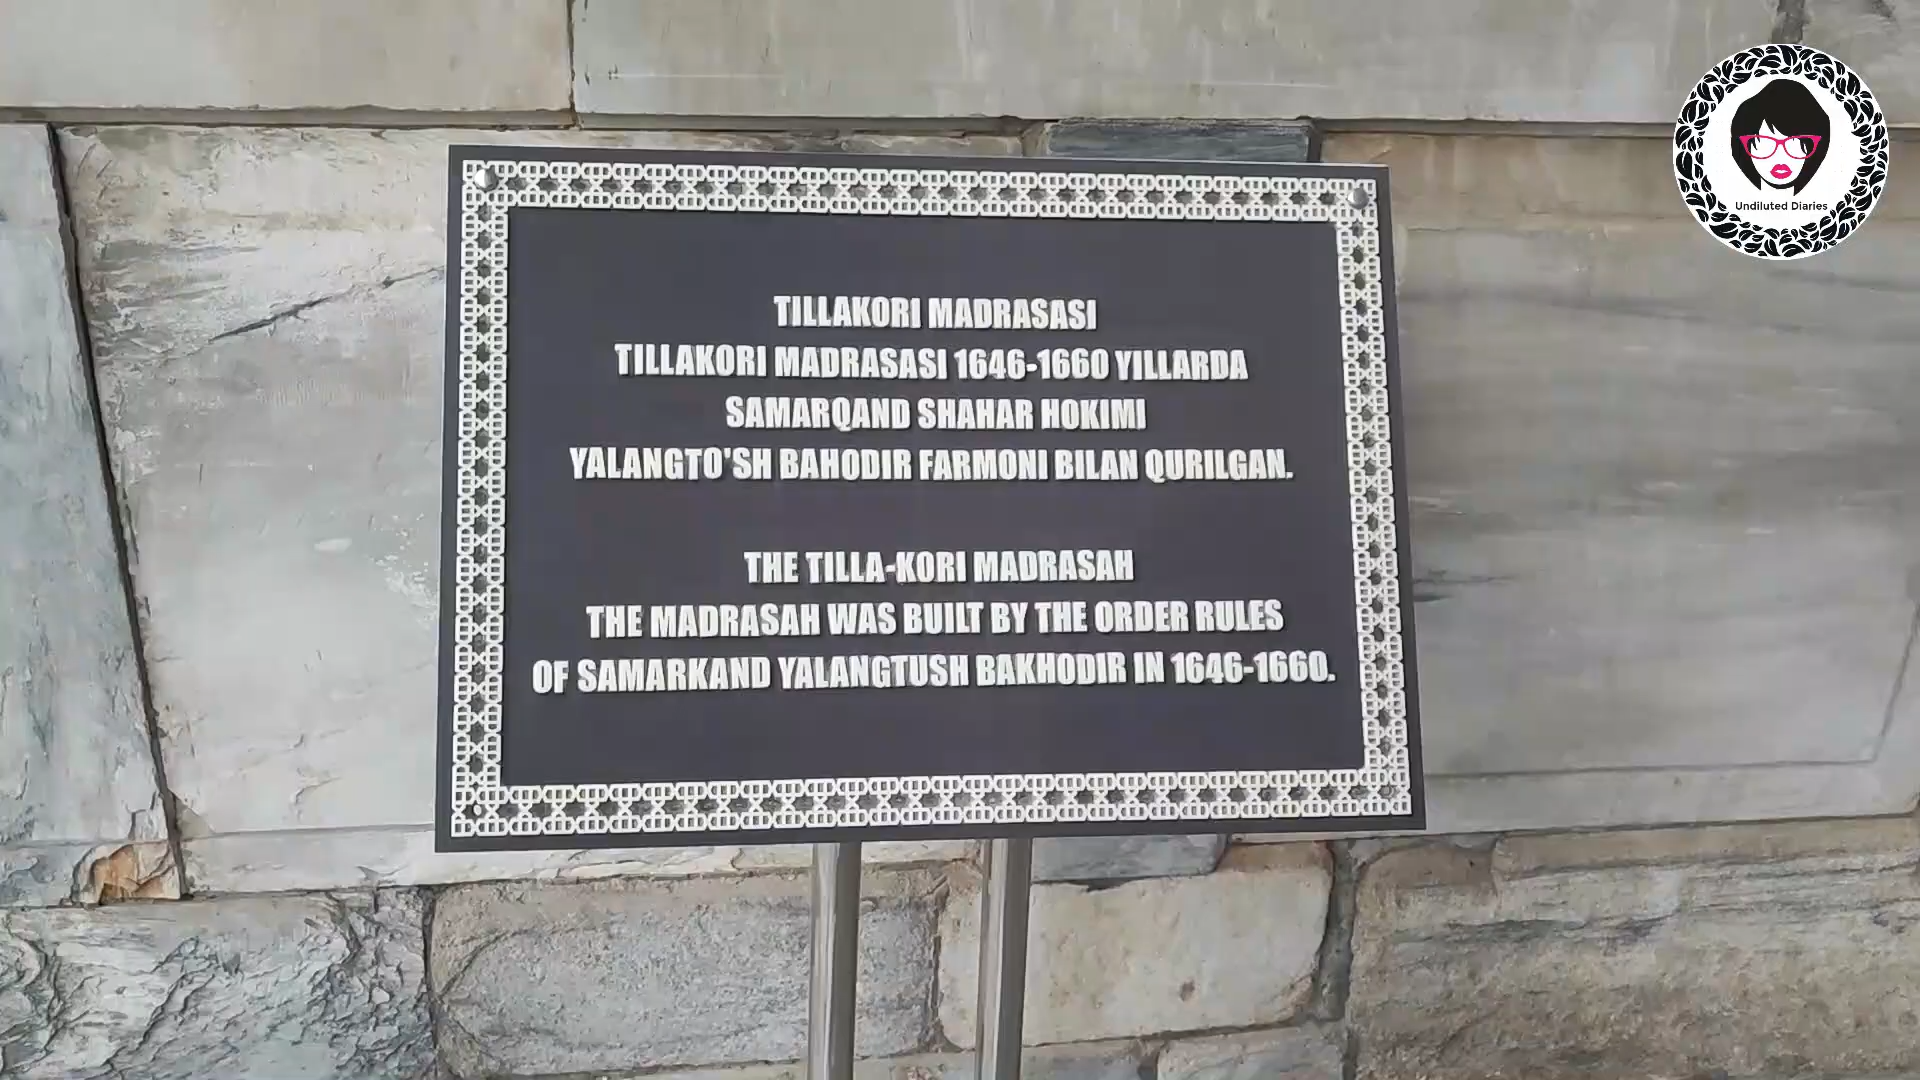 TILLAKORI MADRASASI
TILLAKORI MADRASASI 1646-1660 YILLARDA
SAMARQAND SHAHAR HOKIMI
YALANGTO'SH BAHODIR FARMONI BILAN QURILGAN.
THE TILLA-KORI MADRASAH
THE MADRASAH WAS BUILT BY THE ORDER RULES
OF SAMARKAND YALANGTUSH BAKHODIR IN 1646-1660.
Undiluted Diaries